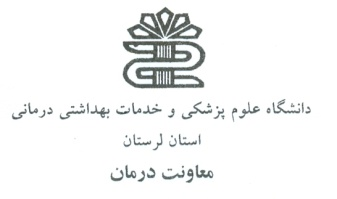 دانشگاه علوم پزشکی و خدمات بهداشتی درمانی
استان لرستان
معاونت درمان